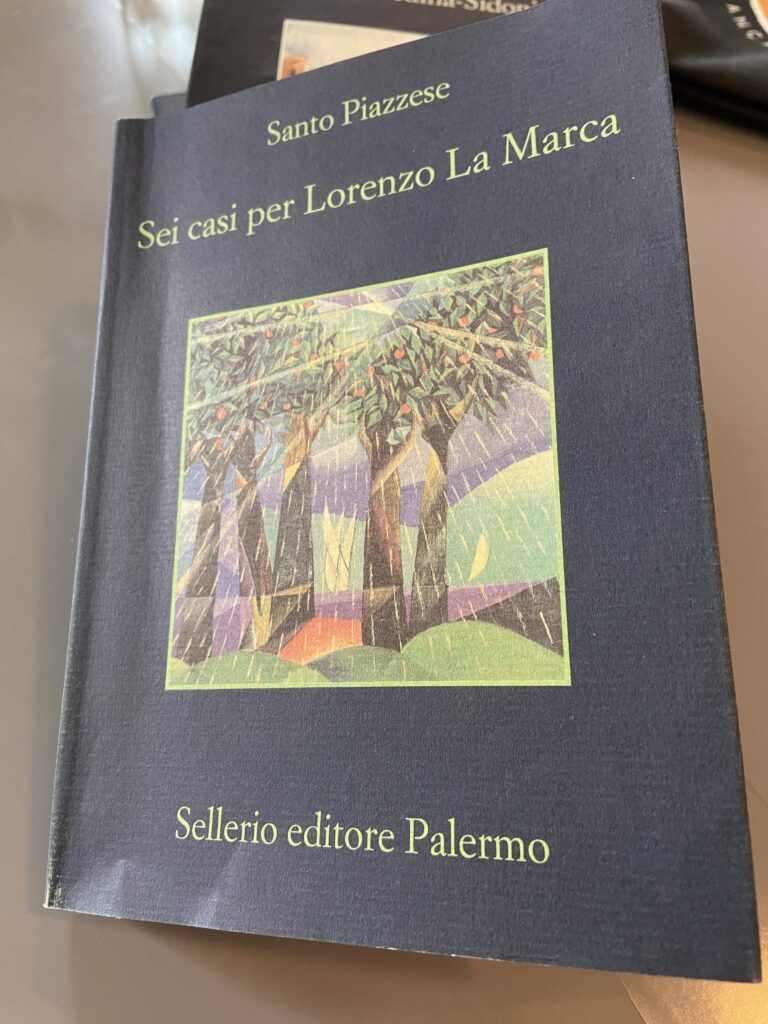 Santo Piazzese
Sei casi per Lorenzo La Marca
Sellerio editore Palermo